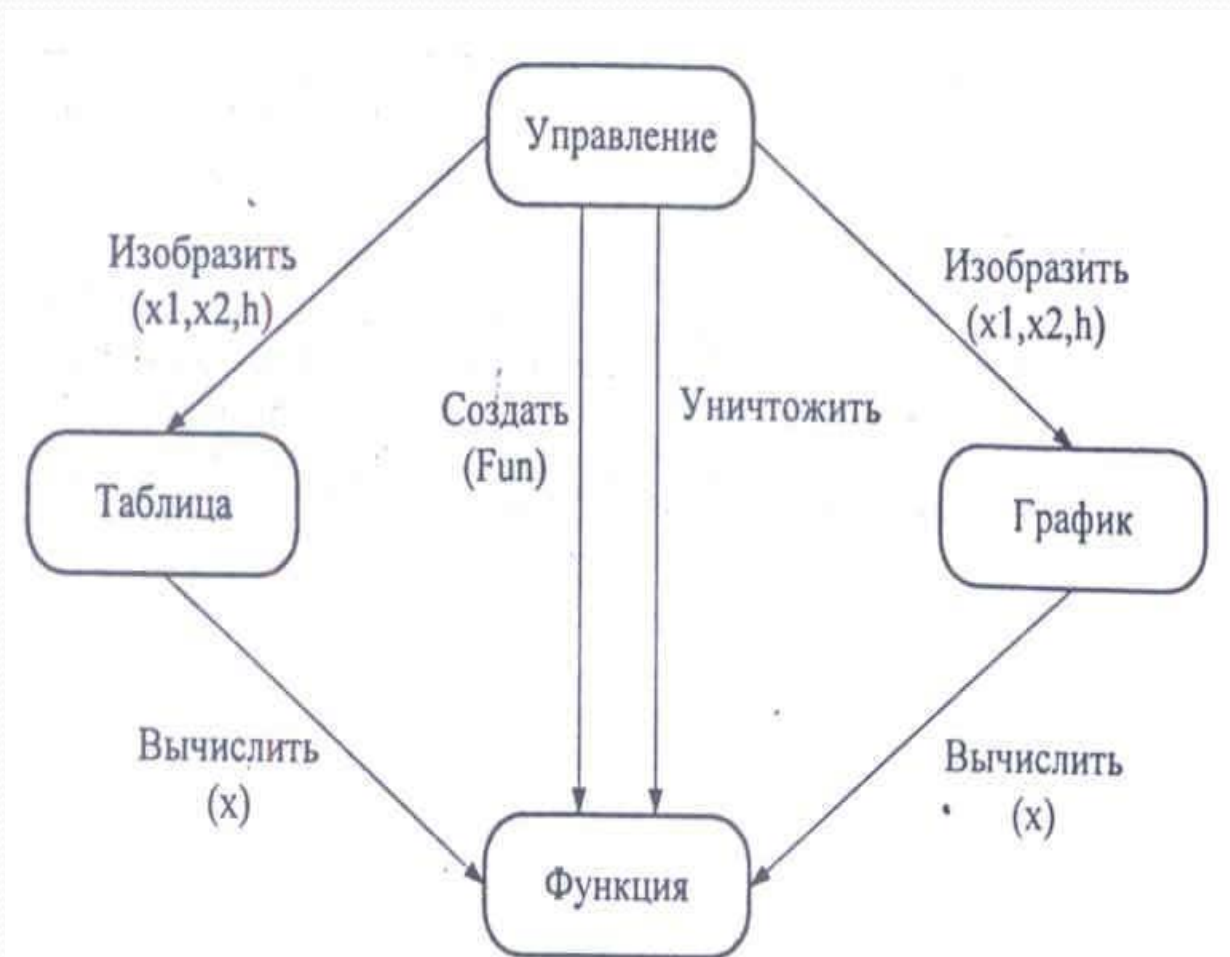 Управление
Изобразить
(x1,x2,h)
Изобразить
(x1,x2,h)
Создать
(Fun)
Уничтожить
Таблица
График
Вычислить
(x)
Вычислить
(x)
Функция